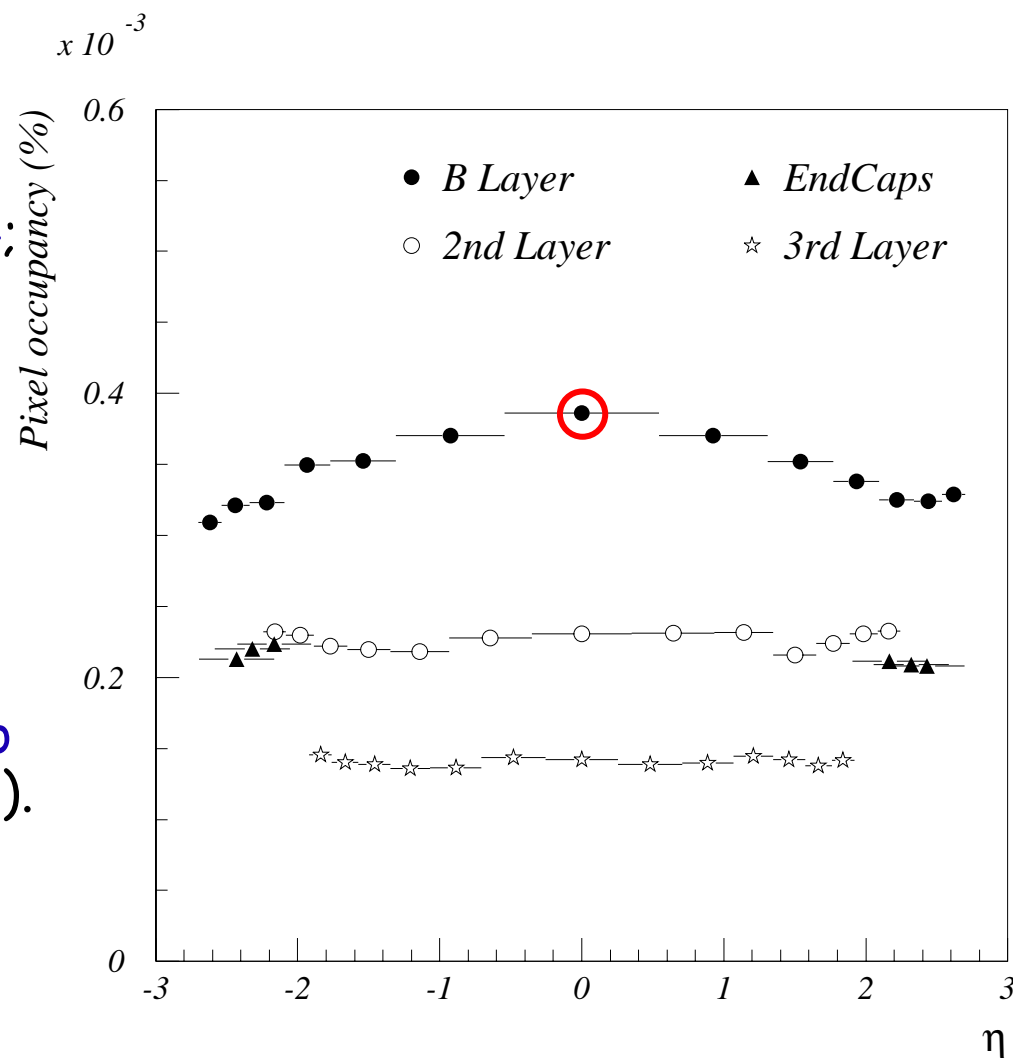 x 10 -3
Pixel occupancy (%)
0.6
0.4
0.2
0
B Layer
EndCaps
2nd Layer
3rd Layer
).
-3 -2 -1 0 1 2 3
η